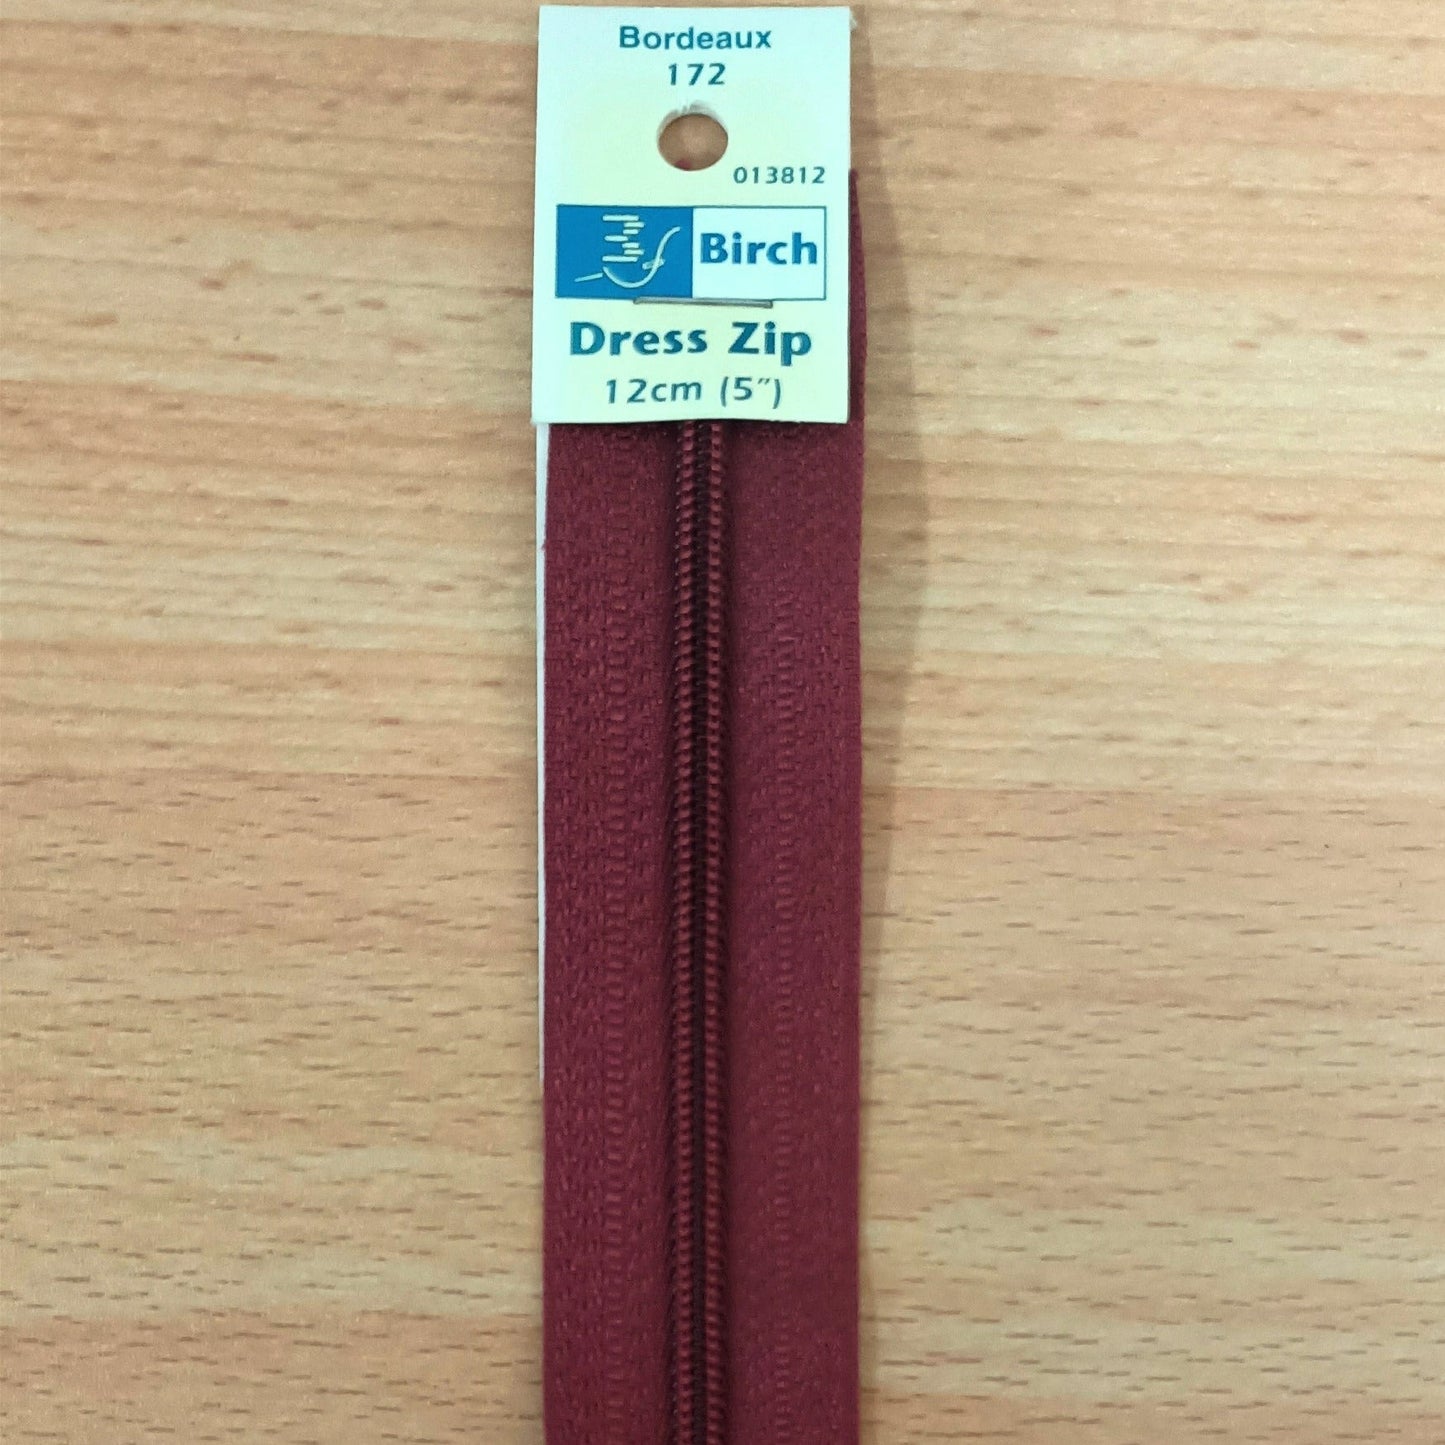 Bordeaux
172
013812
Birch
Dress Zip
12cm (5″)